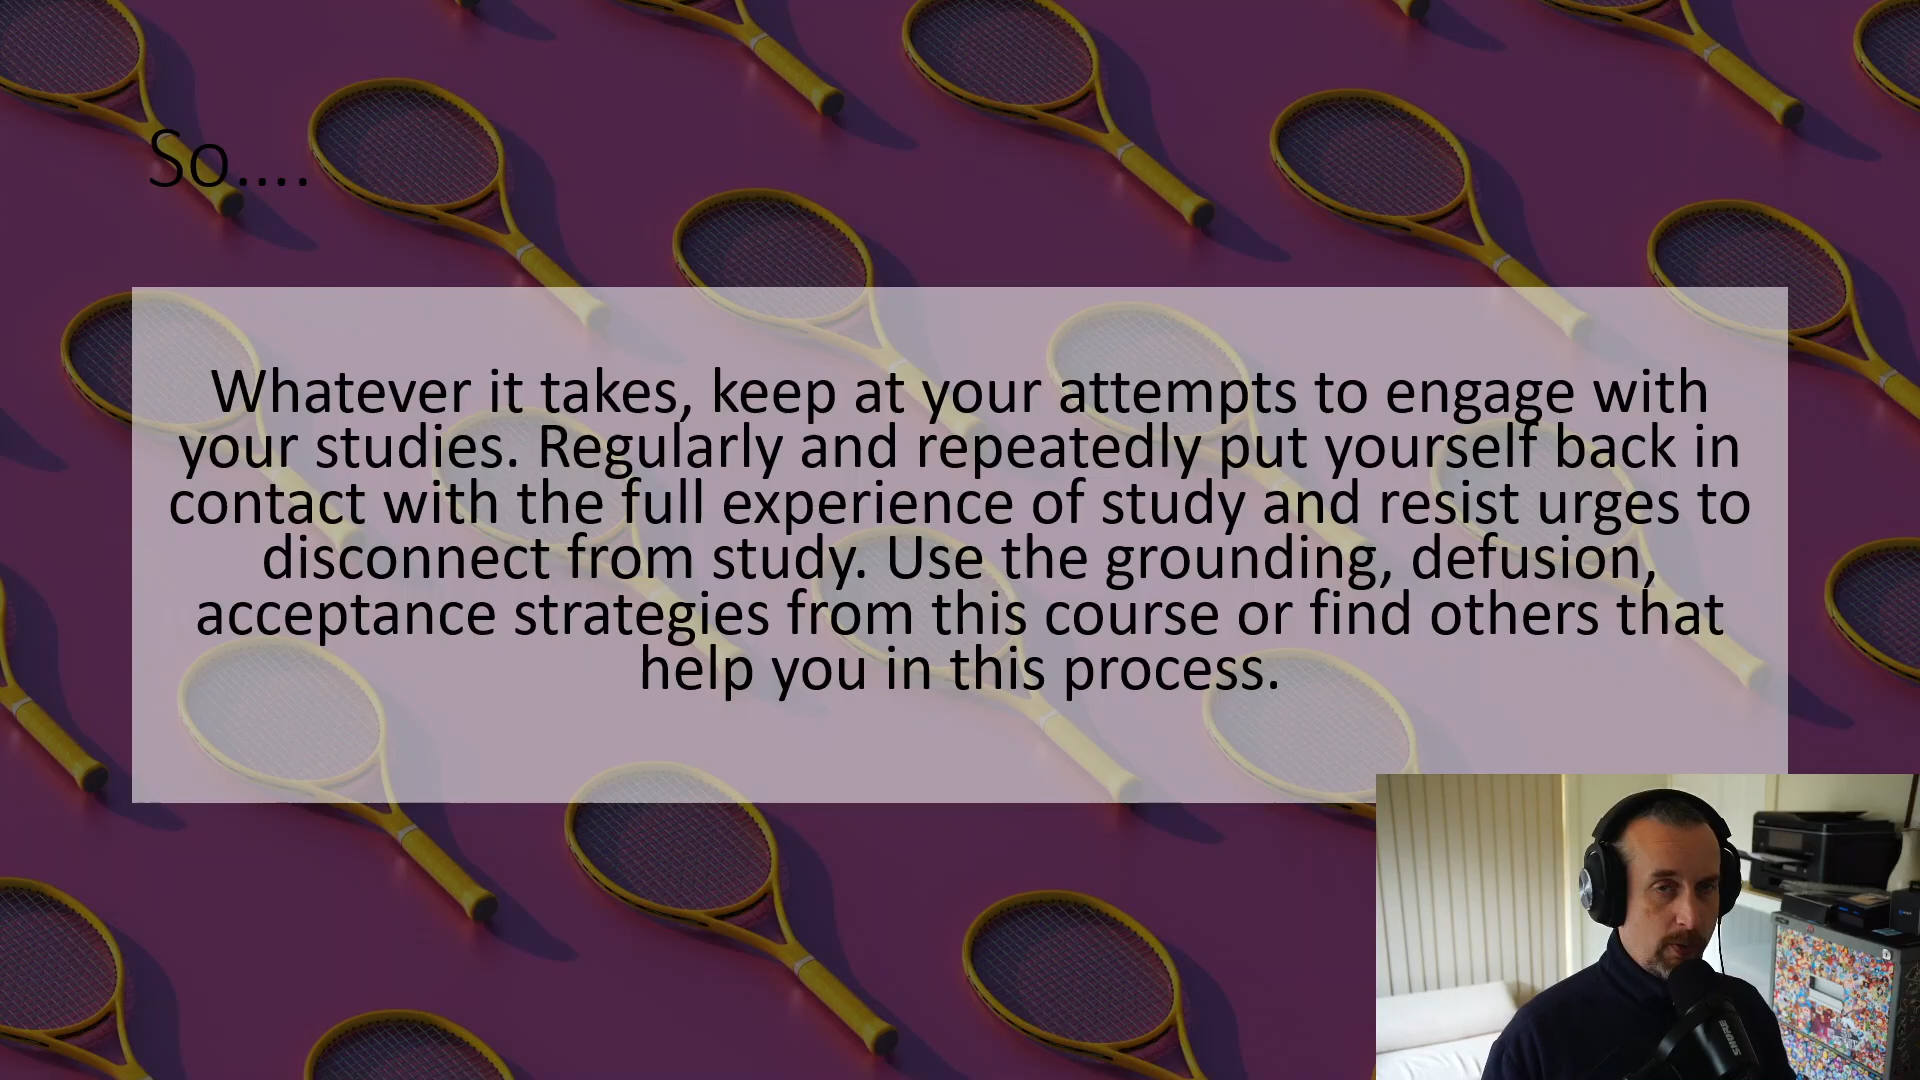 So....
Whatever it takes, keep at your attempts to engage with
your studies. Regularly and repeatedly put yourself back in
contact with the full experience of study and resist urges to
disconnect from study. Use the grounding, defusion,
acceptance strategies from this course or find others that
help you in this process.
SHURE